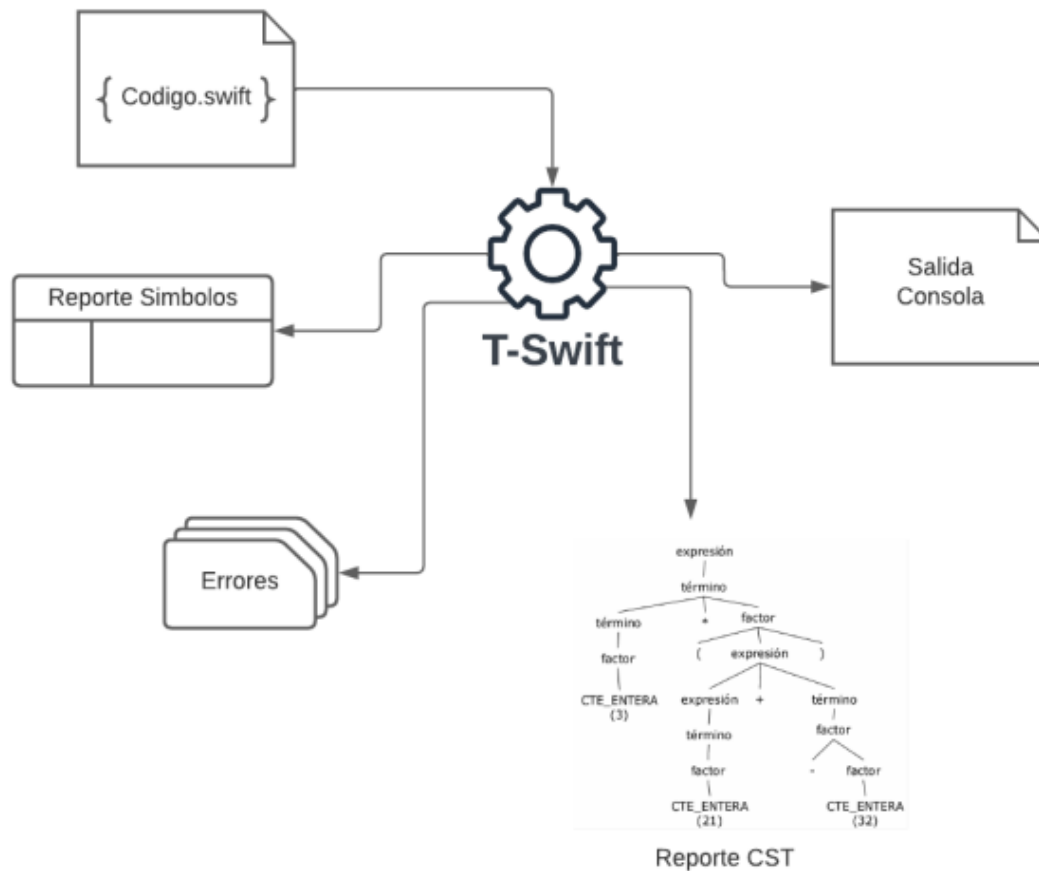 { Codigo.swift }
T-Swift
Reporte Simbolos
Salida
Consola
Errores
expresión
término
término * factor
factor ( expresión )
CTE_ENTERA expresión + término
(3)
término factor
factor - factor
CTE_ENTERA CTE_ENTERA
(21) (32)
Reporte CST